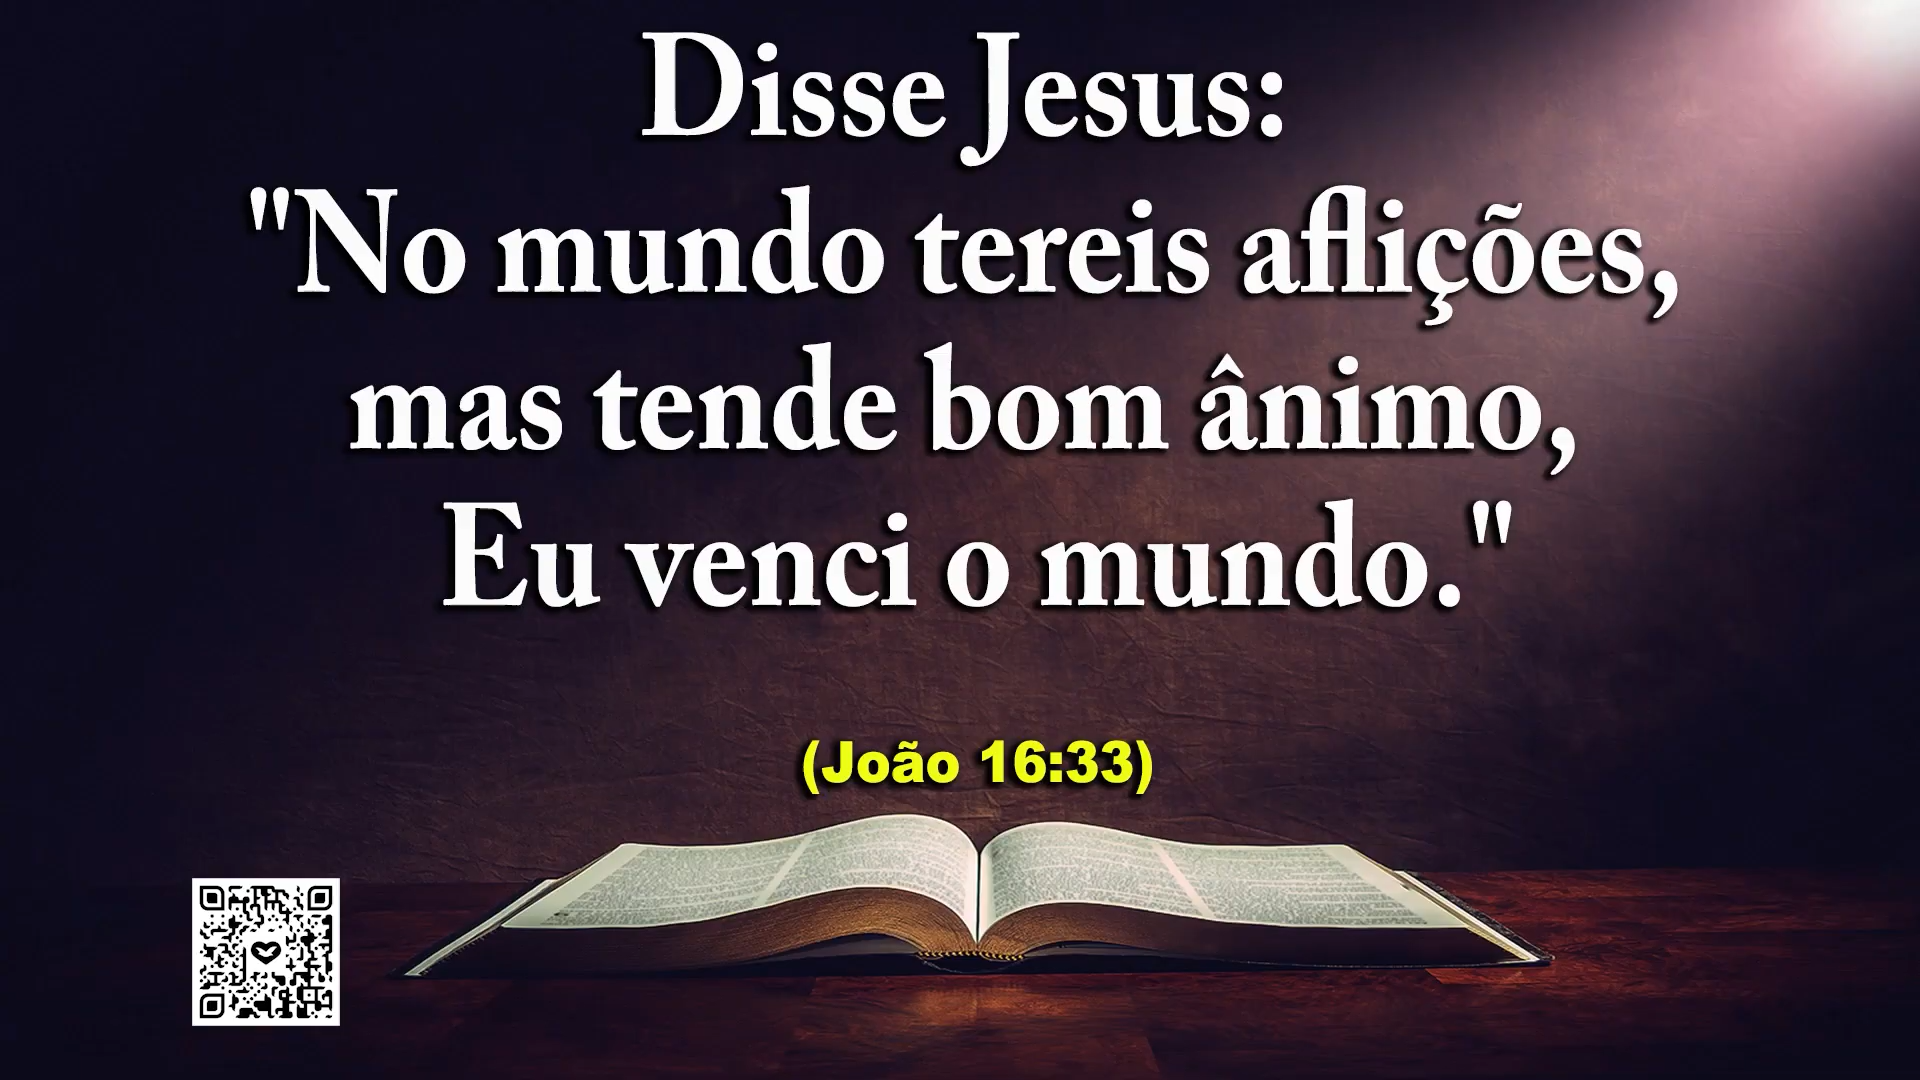 Disse Jesus:
"No mundo tereis aflições,
mas tende bom ânimo,
Eu venci o mundo."
(João 16:33)